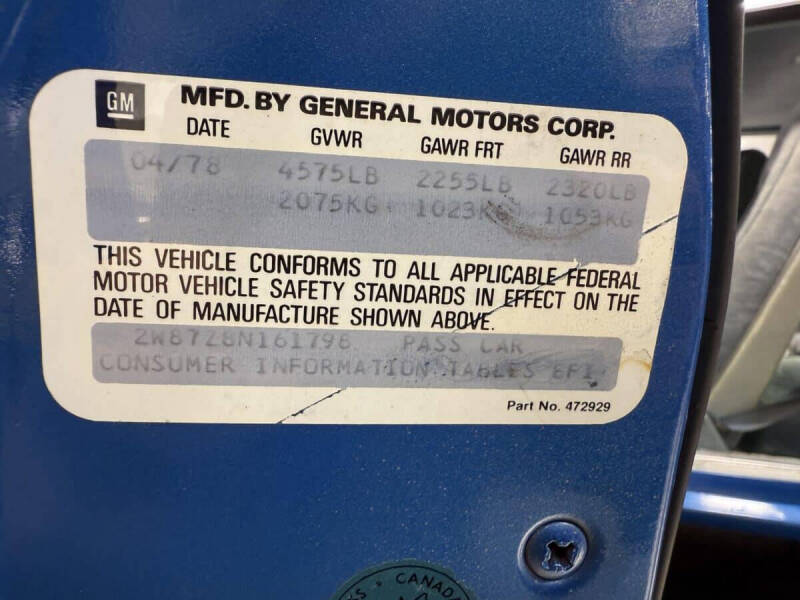 GM MFD. BY GENERAL MOTORS CORP.
DATE GVWR GAWR FRT GAWR RR
04/78 4575LB 2255LB 2320LB
2075KG 1023KG 1053KG
THIS VEHICLE CONFORMS TO ALL APPLICABLE FEDERAL
MOTOR VEHICLE SAFETY STANDARDS IN EFFECT ON THE
DATE OF MANUFACTURE SHOWN ABOVE.
2W87Z8N161798 PASS CAR
CONSUMER INFORMATION TABLES
Part No. 472929
CANADA